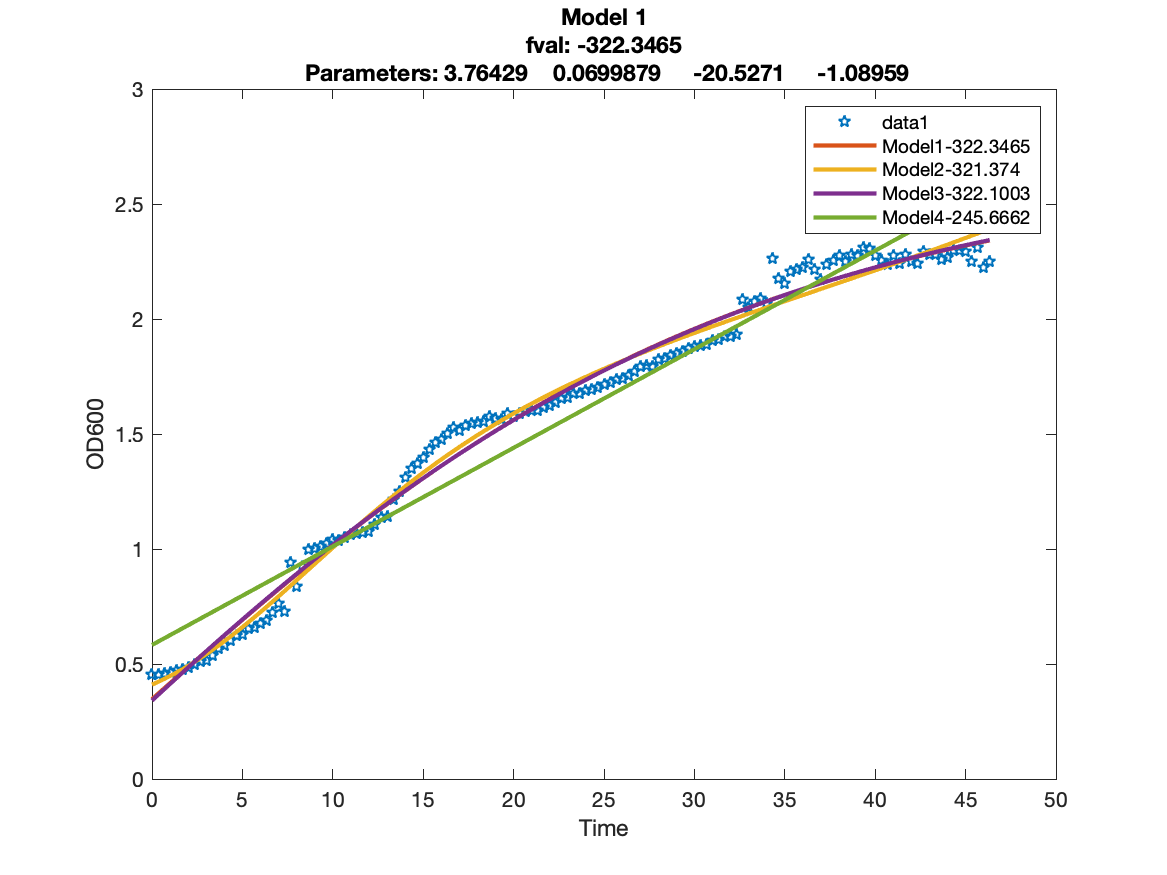 Model 1
fval: -322.3465
Parameters: 3.76429 0.0699879 -20.5271 -1.08959
3
2.5
2
1.5
1
0.5
0
OD600
data1
Model1-322.3465
Model2-321.374
Model3-322.1003
Model4-245.6662
0 5 10 15 20 25 30 35 40 45 50
Time